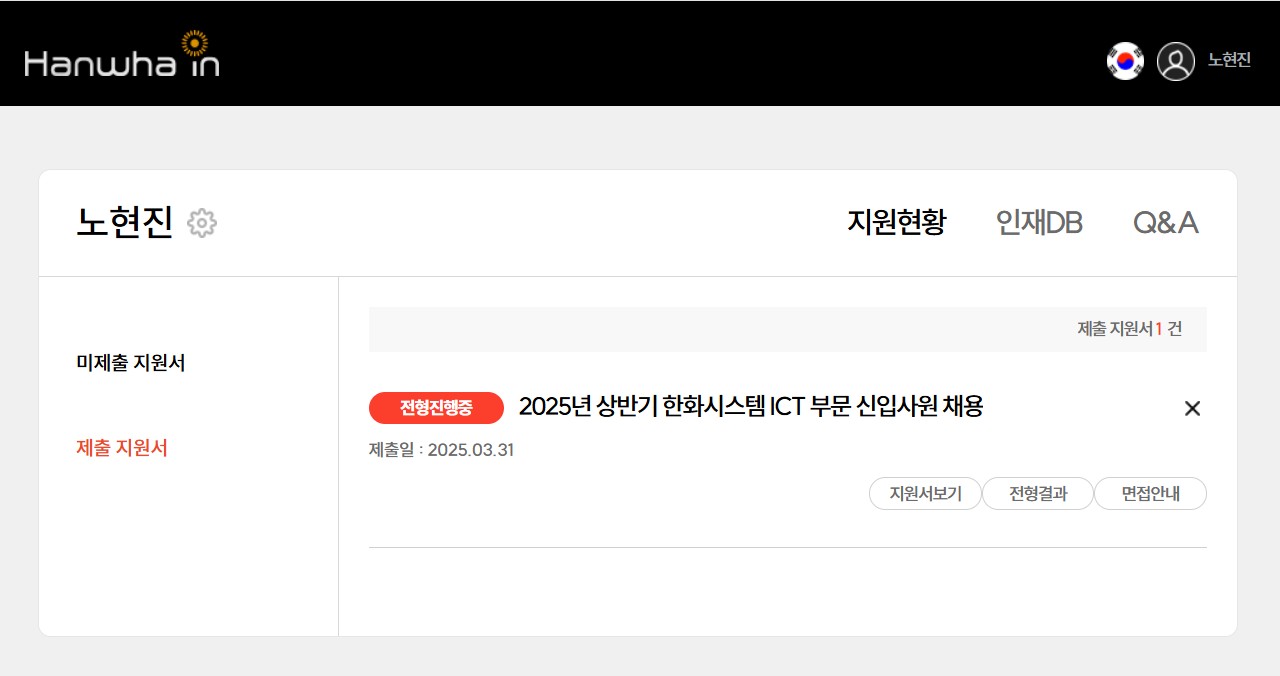 Hanwha in
노현진
노현진
지원현황 인재DB Q&A
미제출 지원서
제출 지원서
제출 지원서 1 건
전형진행중 2025년 상반기 한화시스템 ICT 부문 신입사원 채용
제출일 : 2025.03.31
지원서보기 전형결과 면접안내